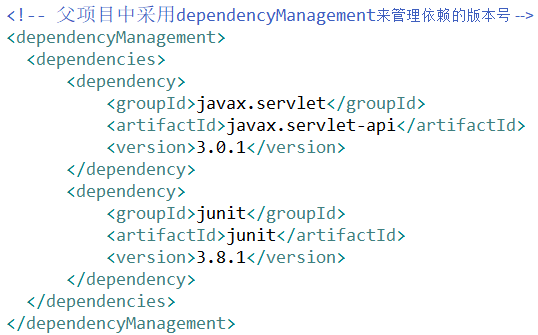 <!-- 父项目中采用dependencyManagement来管理依赖的版本号 -->
<dependencyManagement>
<dependencies>
<dependency>
<groupId>javax.servlet</groupId>
<artifactId>javax.servlet-api</artifactId>
<version>3.0.1</version>
</dependency>
<dependency>
<groupId>junit</groupId>
<artifactId>junit</artifactId>
<version>3.8.1</version>
</dependency>
</dependencies>
</dependencyManagement>